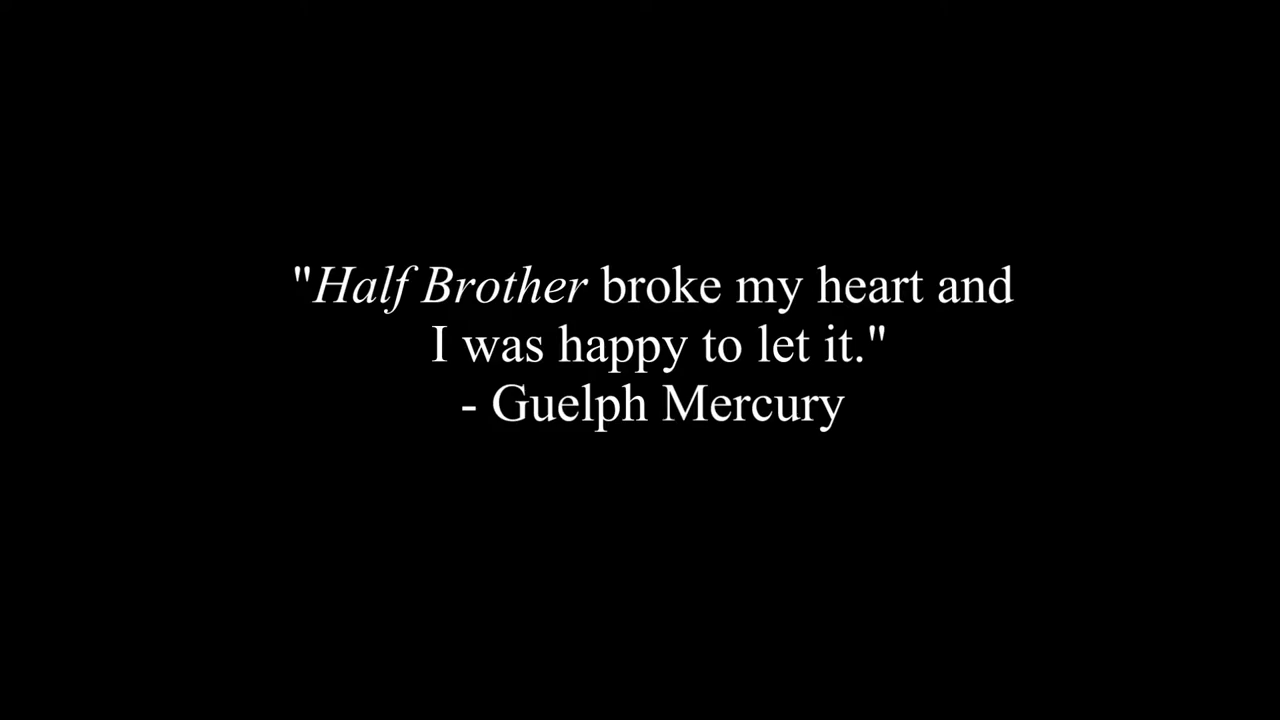 "Half Brother broke my heart and
I was happy to let it."
- Guelph Mercury